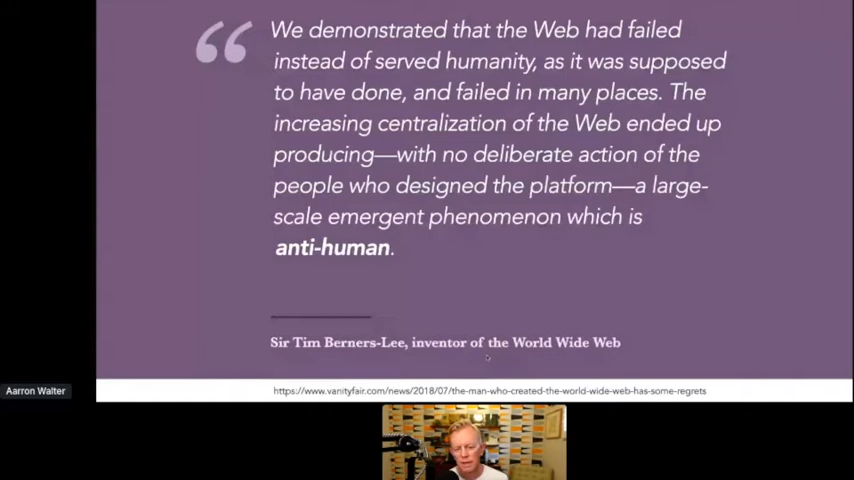 “
We demonstrated that the Web had failed
instead of served humanity, as it was supposed
to have done, and failed in many places. The
increasing centralization of the Web ended up
producing—with no deliberate action of the
people who designed the platform—a large-
scale emergent phenomenon which is
anti-human.
Sir Tim Berners-Lee, inventor of the World Wide Web
Aarron Walter
https://www.vanityfair.com/news/2018/07/the-man-who-created-the-world-wide-web-has-some-regrets